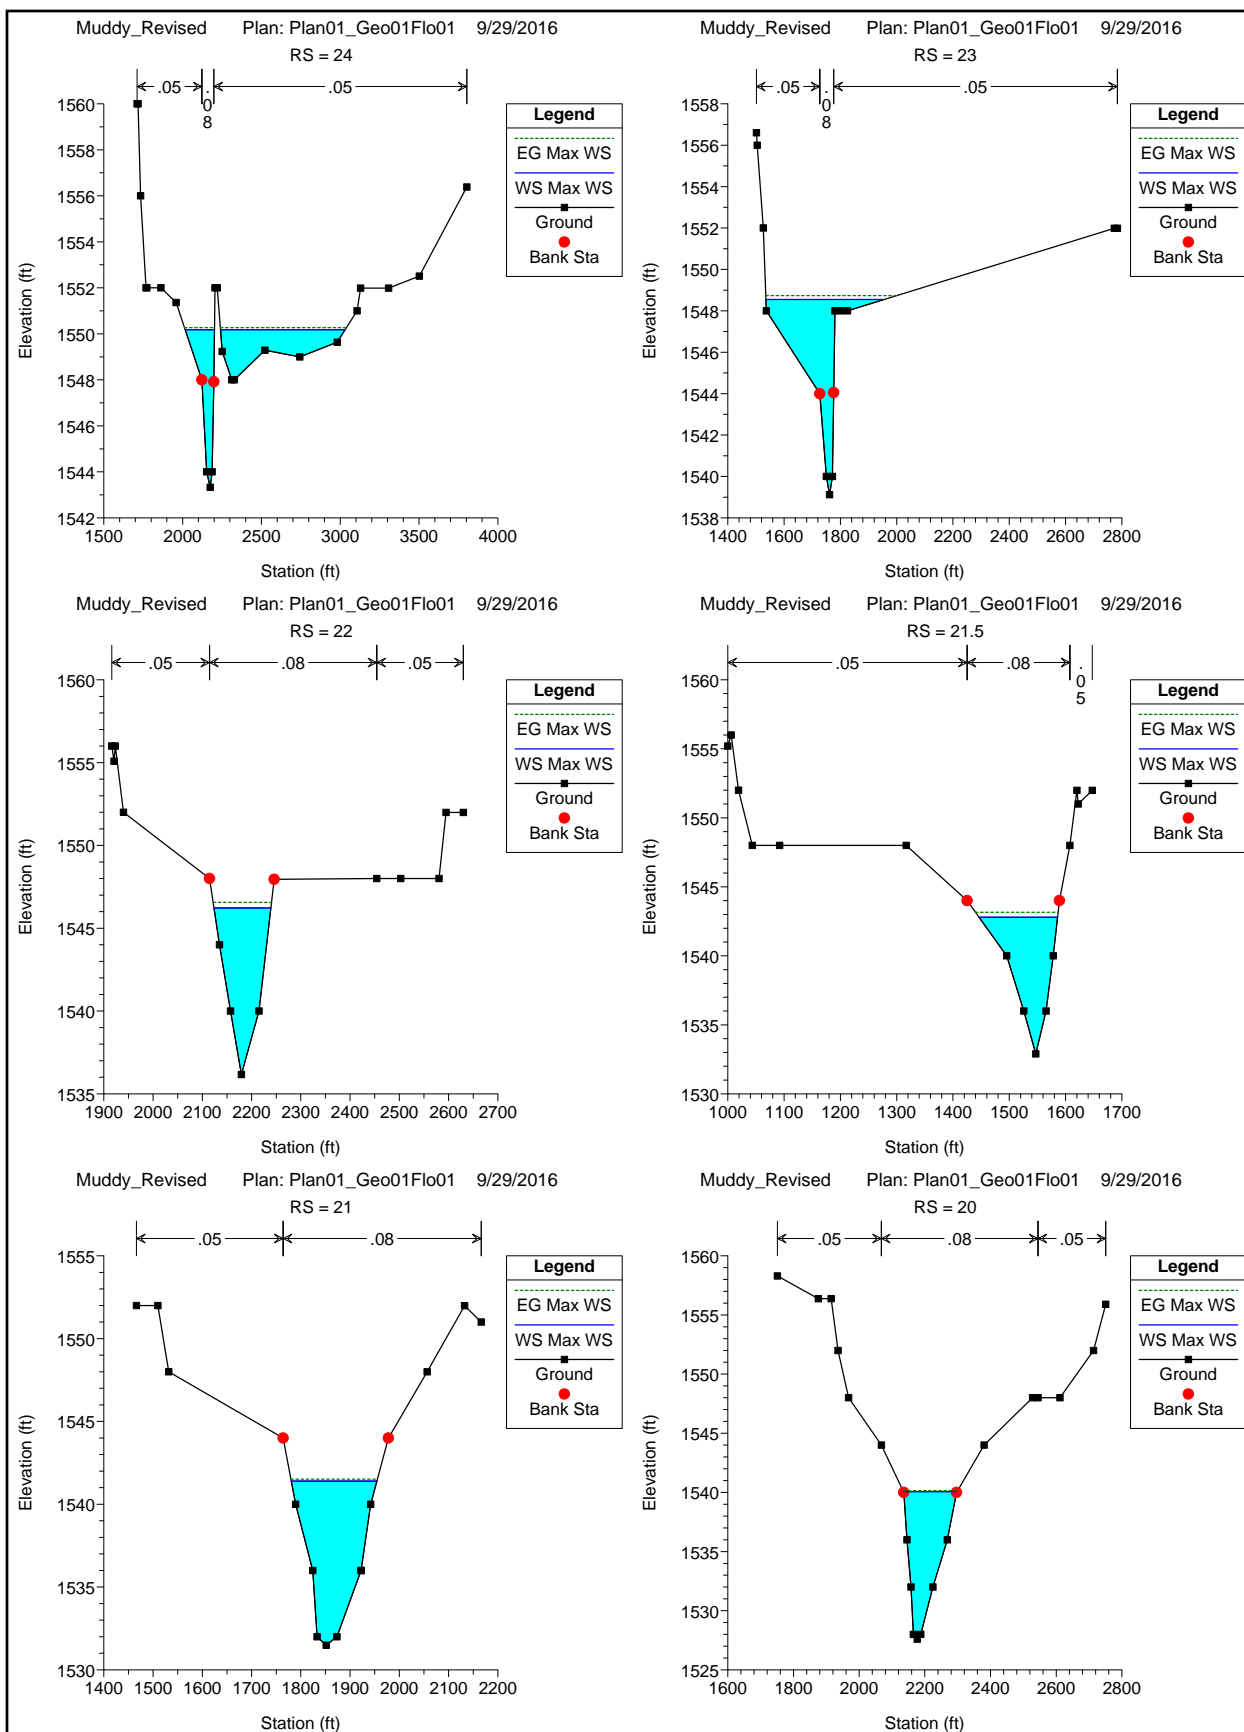 Muddy_Revised Plan: Plan01_Geo01Flo01 9/29/2016
RS = 24
.05 .08 .05
1560
1558
1556
1554
1552
1550
1548
1546
1544
1542
1500 2000 2500 3000 3500 4000
Station (ft)
Elevation (ft)
Legend
EG Max WS
WS Max WS
Ground
Bank Sta
Muddy_Revised Plan: Plan01_Geo01Flo01 9/29/2016
RS = 23
.05 .08 .05
1558
1556
1554
1552
1550
1548
1546
1544
1542
1540
1538
1400 1600 1800 2000 2200 2400 2600 2800
Station (ft)
Elevation (ft)
Legend
EG Max WS
WS Max WS
Ground
Bank Sta
Muddy_Revised Plan: Plan01_Geo01Flo01 9/29/2016
RS = 22
.05 .08 .05
1560
1555
1550
1545
1540
1535
1900 2000 2100 2200 2300 2400 2500 2600 2700
Station (ft)
Elevation (ft)
Legend
EG Max WS
WS Max WS
Ground
Bank Sta
Muddy_Revised Plan: Plan01_Geo01Flo01 9/29/2016
RS = 21.5
.05 .08 .05
1560
1555
1550
1545
1540
1535
1530
1000 1100 1200 1300 1400 1500 1600 1700
Station (ft)
Elevation (ft)
Legend
EG Max WS
WS Max WS
Ground
Bank Sta
Muddy_Revised Plan: Plan01_Geo01Flo01 9/29/2016
RS = 21
.05 .08
1555
1550
1545
1540
1535
1530
1400 1500 1600 1700 1800 1900 2000 2100 2200
Station (ft)
Elevation (ft)
Legend
EG Max WS
WS Max WS
Ground
Bank Sta
Muddy_Revised Plan: Plan01_Geo01Flo01 9/29/2016
RS = 20
.05 .08 .05
1560
1555
1550
1545
1540
1535
1530
1525
1600 1800 2000 2200 2400 2600 2800
Station (ft)
Elevation (ft)
Legend
EG Max WS
WS Max WS
Ground
Bank Sta